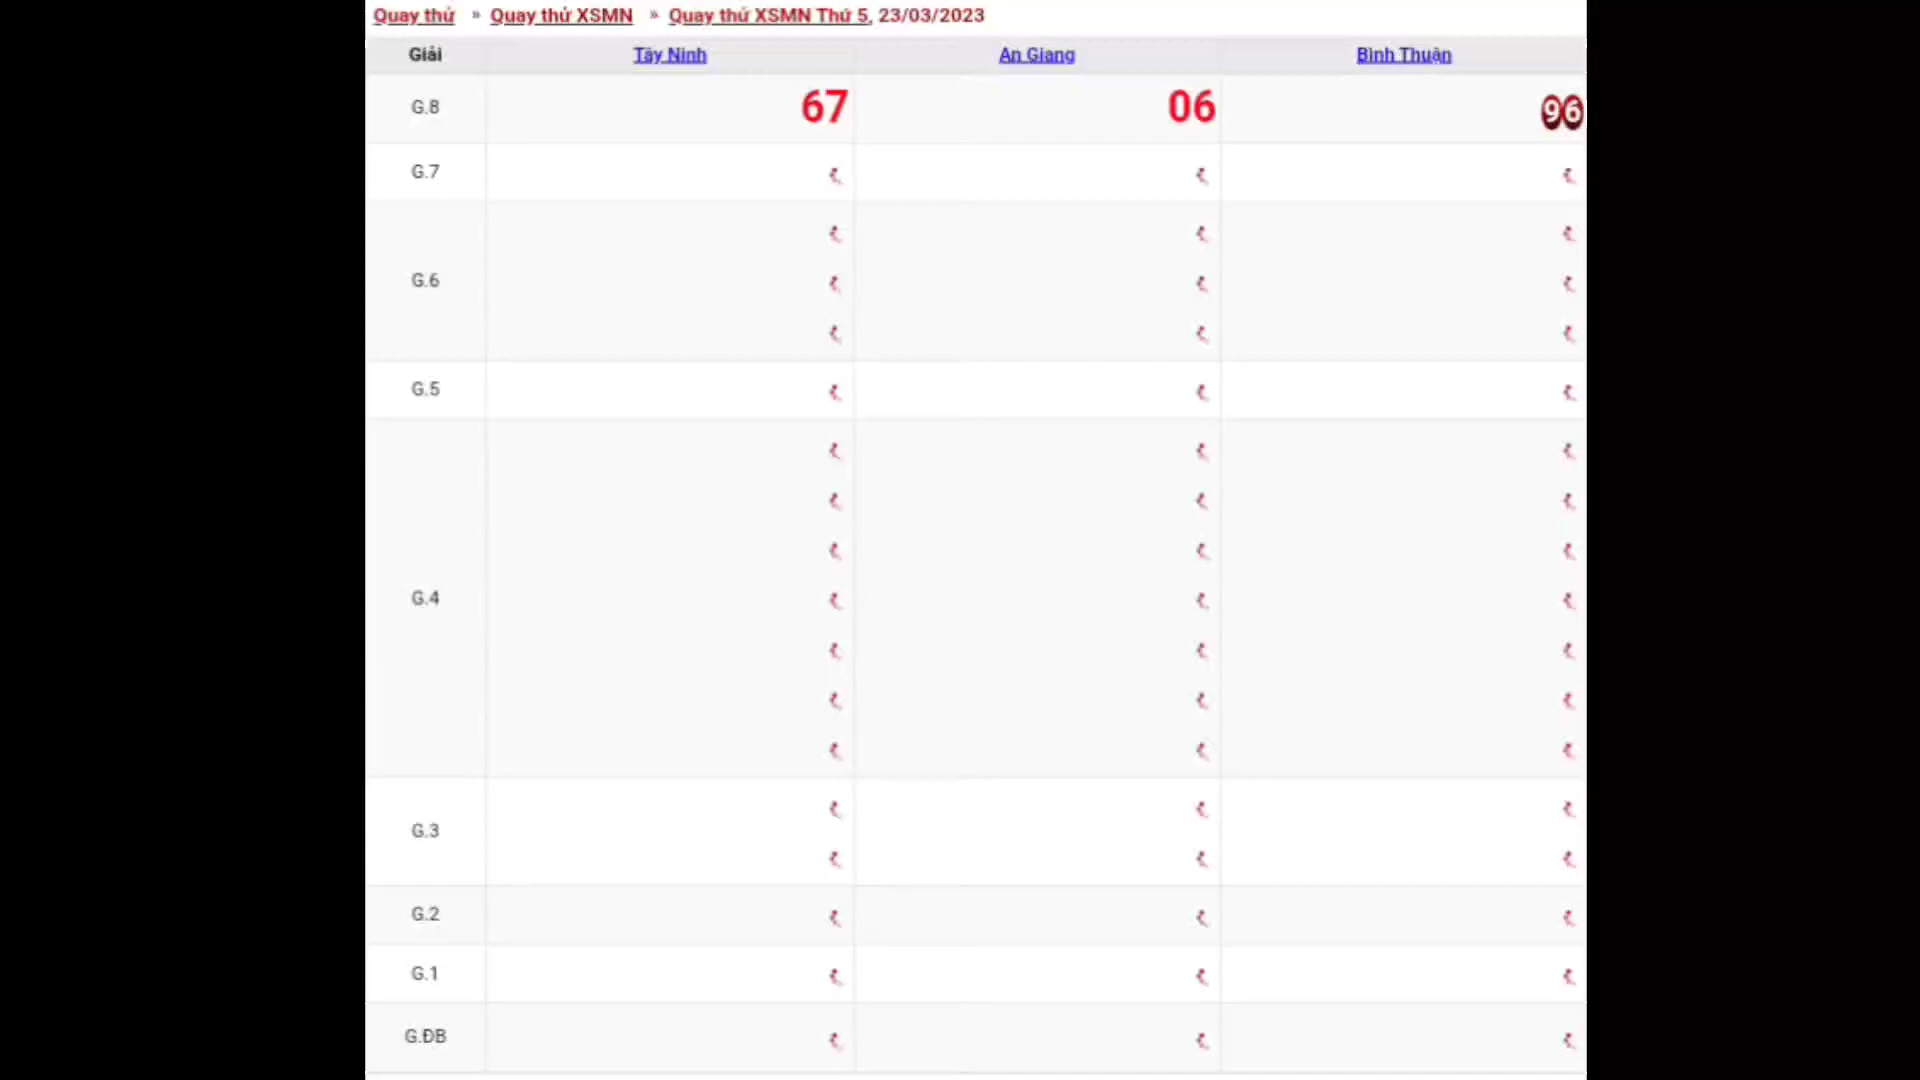 Quay thử » Quay thử XSMN » Quay thử XSMN Thứ 5, 23/03/2023
Giải Tây Ninh An Giang Bình Thuận
G.8 67 06 96
G.7
G.6
G.5
G.4
G.3
G.2
G.1
G.ĐB